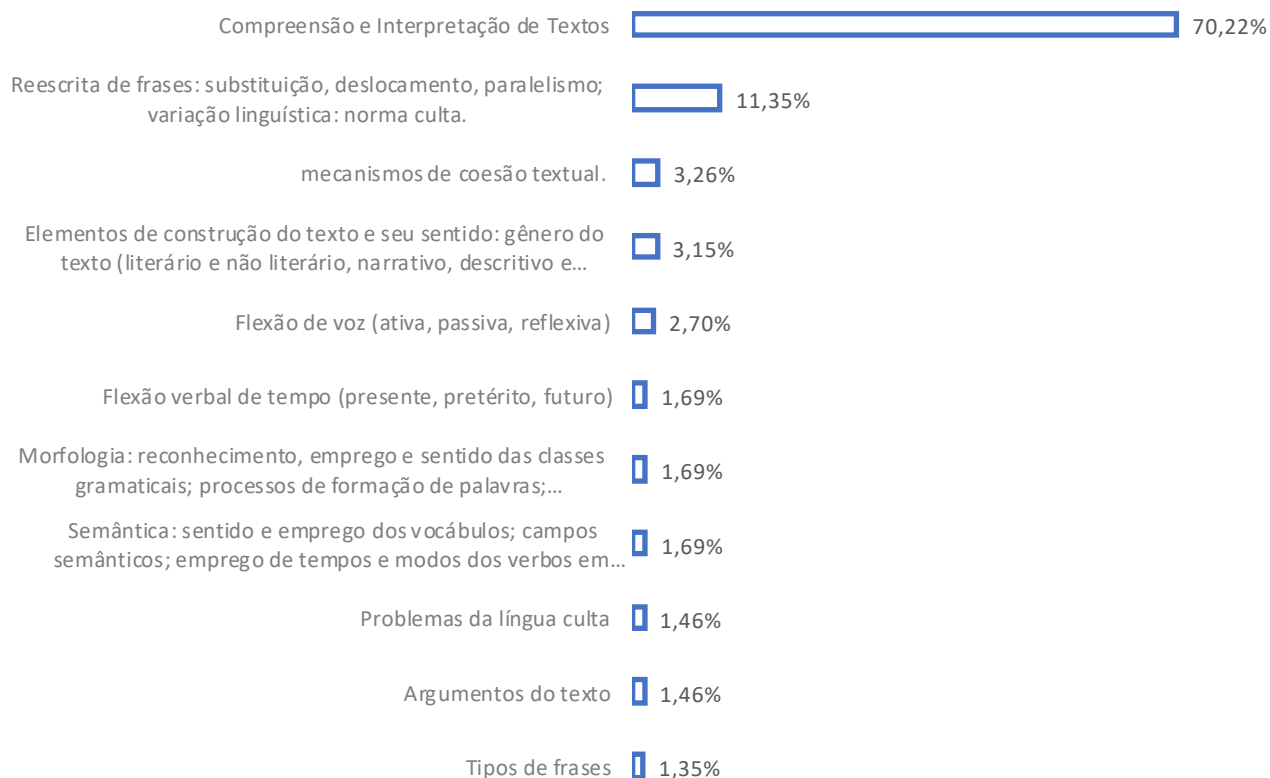 Compreensão e Interpretação de Textos 70,22%
Reescrita de frases: substituição, deslocamento, paralelismo;
variação linguística: norma culta. 11,35%
mecanismos de coesão textual. 3,26%
Elementos de construção do texto e seu sentido: gênero do
texto (literário e não literário, narrativo, descritivo e... 3,15%
Flexão de voz (ativa, passiva, reflexiva) 2,70%
Flexão verbal de tempo (presente, pretérito, futuro) 1,69%
Morfologia: reconhecimento, emprego e sentido das classes
gramaticais; processos de formação de palavras;... 1,69%
Semântica: sentido e emprego dos vocábulos; campos
semânticos; emprego de tempos e modos dos verbos em... 1,69%
Problemas da língua culta 1,46%
Argumentos do texto 1,46%
Tipos de frases 1,35%